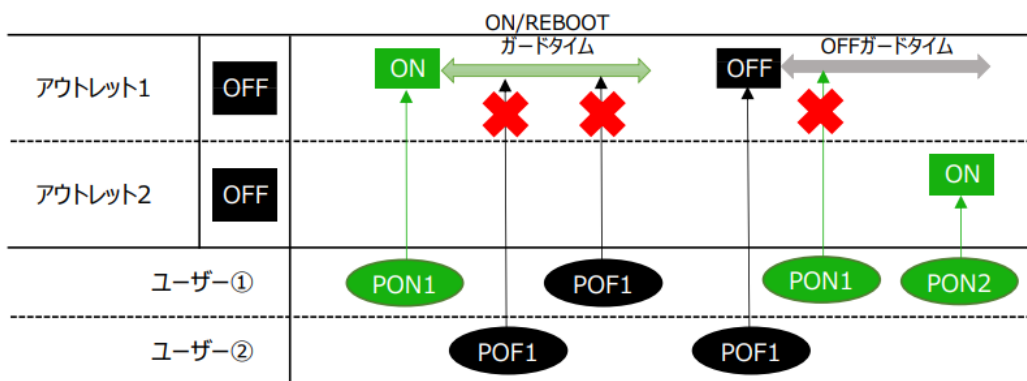 ON/REBOOT
ガードタイム
OFFガードタイム
アウトレット1
OFF
ON
OFF
アウトレット2
OFF
ON
ユーザー①
PON1
POF1
PON1
PON2
ユーザー②
POF1
POF1